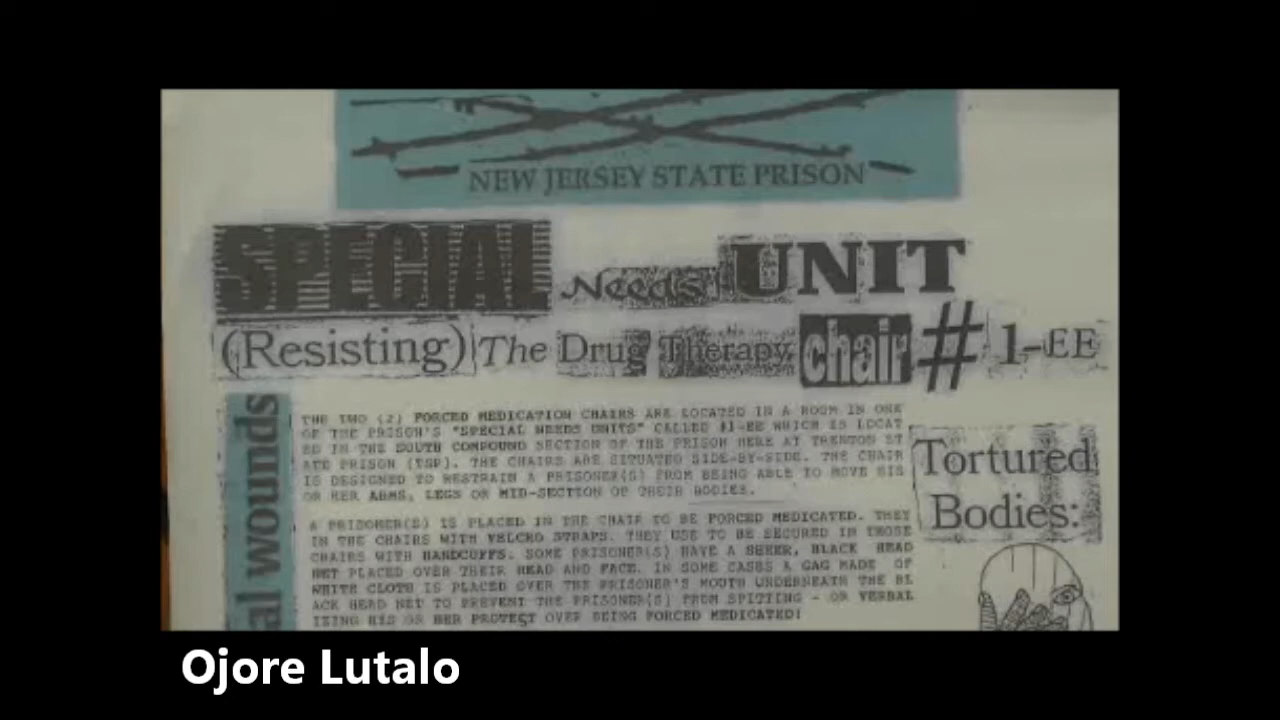 NEW JERSEY STATE PRISON
SPECIAL Needs UNIT
(Resisting) The Drug Therapy chair # 1-EE
al wounds
THE TWO (2) FORCED MEDICATION CHAIRS ARE LOCATED IN A ROOM IN ONE
OF THE PRISON'S "SPECIAL NEEDS UNITS" CALLED #1-EE WHICH IS LOCAT
ED IN THE SOUTH COMPOUND SECTION OF THE PRISON HERE AT TRENTON ST
ATE PRISON (TSP). THE CHAIRS ARE SITUATED SIDE-BY-SIDE. THE CHAIR
IS DESIGNED TO RESTRAIN A PRISONER(S) FROM BEING ABLE TO MOVE HIS
OR HER ARMS, LEGS OR MID-SECTION OF THEIR BODIES.
A PRISONER(S) IS PLACED IN THE CHAIR TO BE FORCED MEDICATED. THEY
IN THE CHAIRS WITH VELCRO STRAPS. THEY USE TO BE SECURED IN THOSE
CHAIRS WITH HANDCUFFS. SOME PRISONER(S) HAVE A SHEER, BLACK HEAD
NET PLACED OVER THEIR HEAD AND FACE. IN SOME CASES A GAG MADE OF
WHITE CLOTH IS PLACED OVER THE PRISONER'S MOUTH UNDERNEATH THE BL
ACK HEAD NET TO PREVENT THE PRISONER(S) FROM SPITTING - OR VERBAL
IZING HIS OR HER PROTEST OVER BEING FORCED MEDICATED!
Tortured
Bodies:
Ojore Lutalo